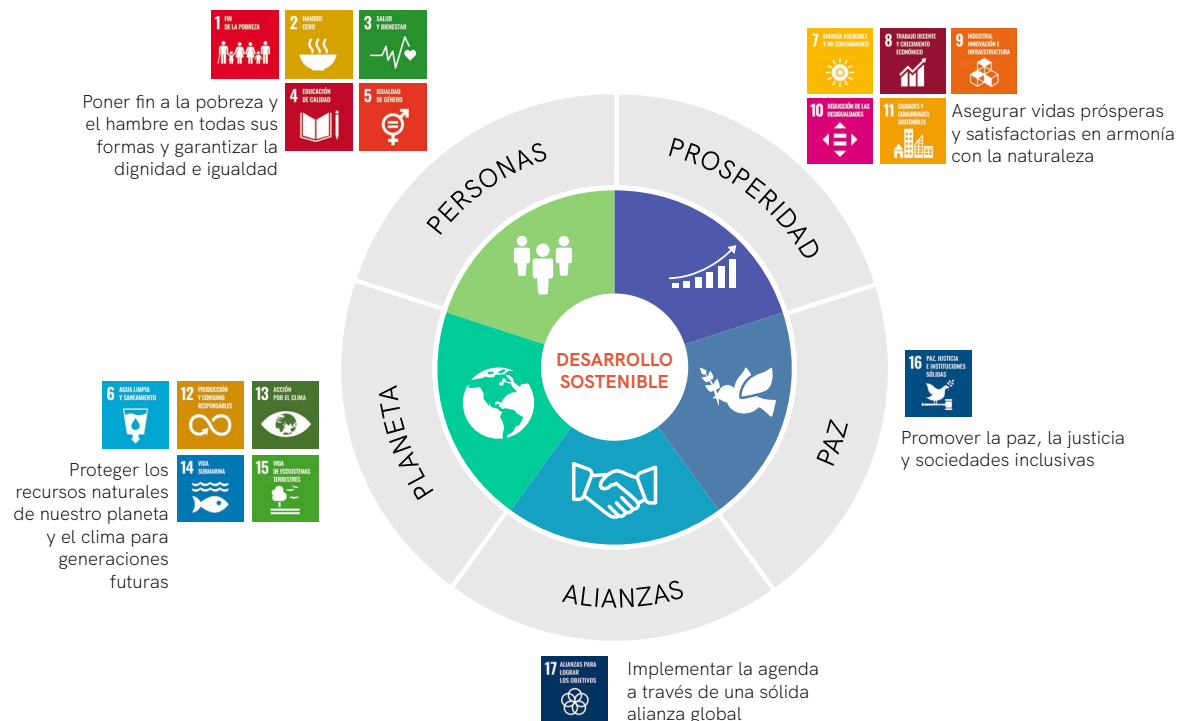 1 FIN
DE LA POBREZA
2 HAMBRE
CERO
3 SALUD
Y BIENESTAR
4 EDUCACIÓN
DE CALIDAD
5 IGUALDAD
DE GÉNERO
Poner fin a la pobreza y
el hambre en todas sus
formas y garantizar la
dignidad e igualdad
7 ENERGÍA ASEQUIBLE
Y NO CONTAMINANTE
8 TRABAJO DECENTE
Y CRECIMIENTO
ECONÓMICO
9 INDUSTRIA,
INNOVACIÓN E
INFRAESTRUCTURA
10 REDUCCIÓN DE LAS
DESIGUALDADES
11 CIUDADES Y
COMUNIDADES
SOSTENIBLES
Asegurar vidas prósperas
y satisfactorias en armonía
con la naturaleza
PERSONAS
PROSPERIDAD
DESARROLLO
SOSTENIBLE
PLANETA
PAZ
ALIANZAS
6 AGUA LIMPIA
Y SANEAMIENTO
12 PRODUCCIÓN
Y CONSUMO
RESPONSABLES
13 ACCIÓN
POR EL CLIMA
14 VIDA
SUBMARINA
15 VIDA
DE ECOSISTEMAS
TERRESTRES
Proteger los
recursos naturales
de nuestro planeta
y el clima para
generaciones
futuras
16 PAZ, JUSTICIA
E INSTITUCIONES
SÓLIDAS
Promover la paz, la justicia
y sociedades inclusivas
17 ALIANZAS PARA
LOGRAR
LOS OBJETIVOS
Implementar la agenda
a través de una sólida
alianza global